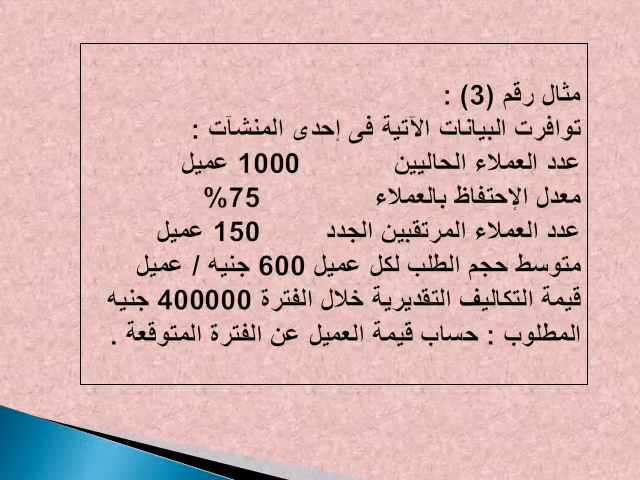 مثال رقم (3) :
توافرت البيانات الآتية فى إحدى المنشآت :
عدد العملاء الحاليين 1000 عميل
معدل الإحتفاظ بالعملاء 75%
عدد العملاء المرتقبين الجدد 150 عميل
متوسط حجم الطلب لكل عميل 600 جنيه / عميل
قيمة التكاليف التقديرية خلال الفترة 400000 جنيه
المطلوب : حساب قيمة العميل عن الفترة المتوقعة .